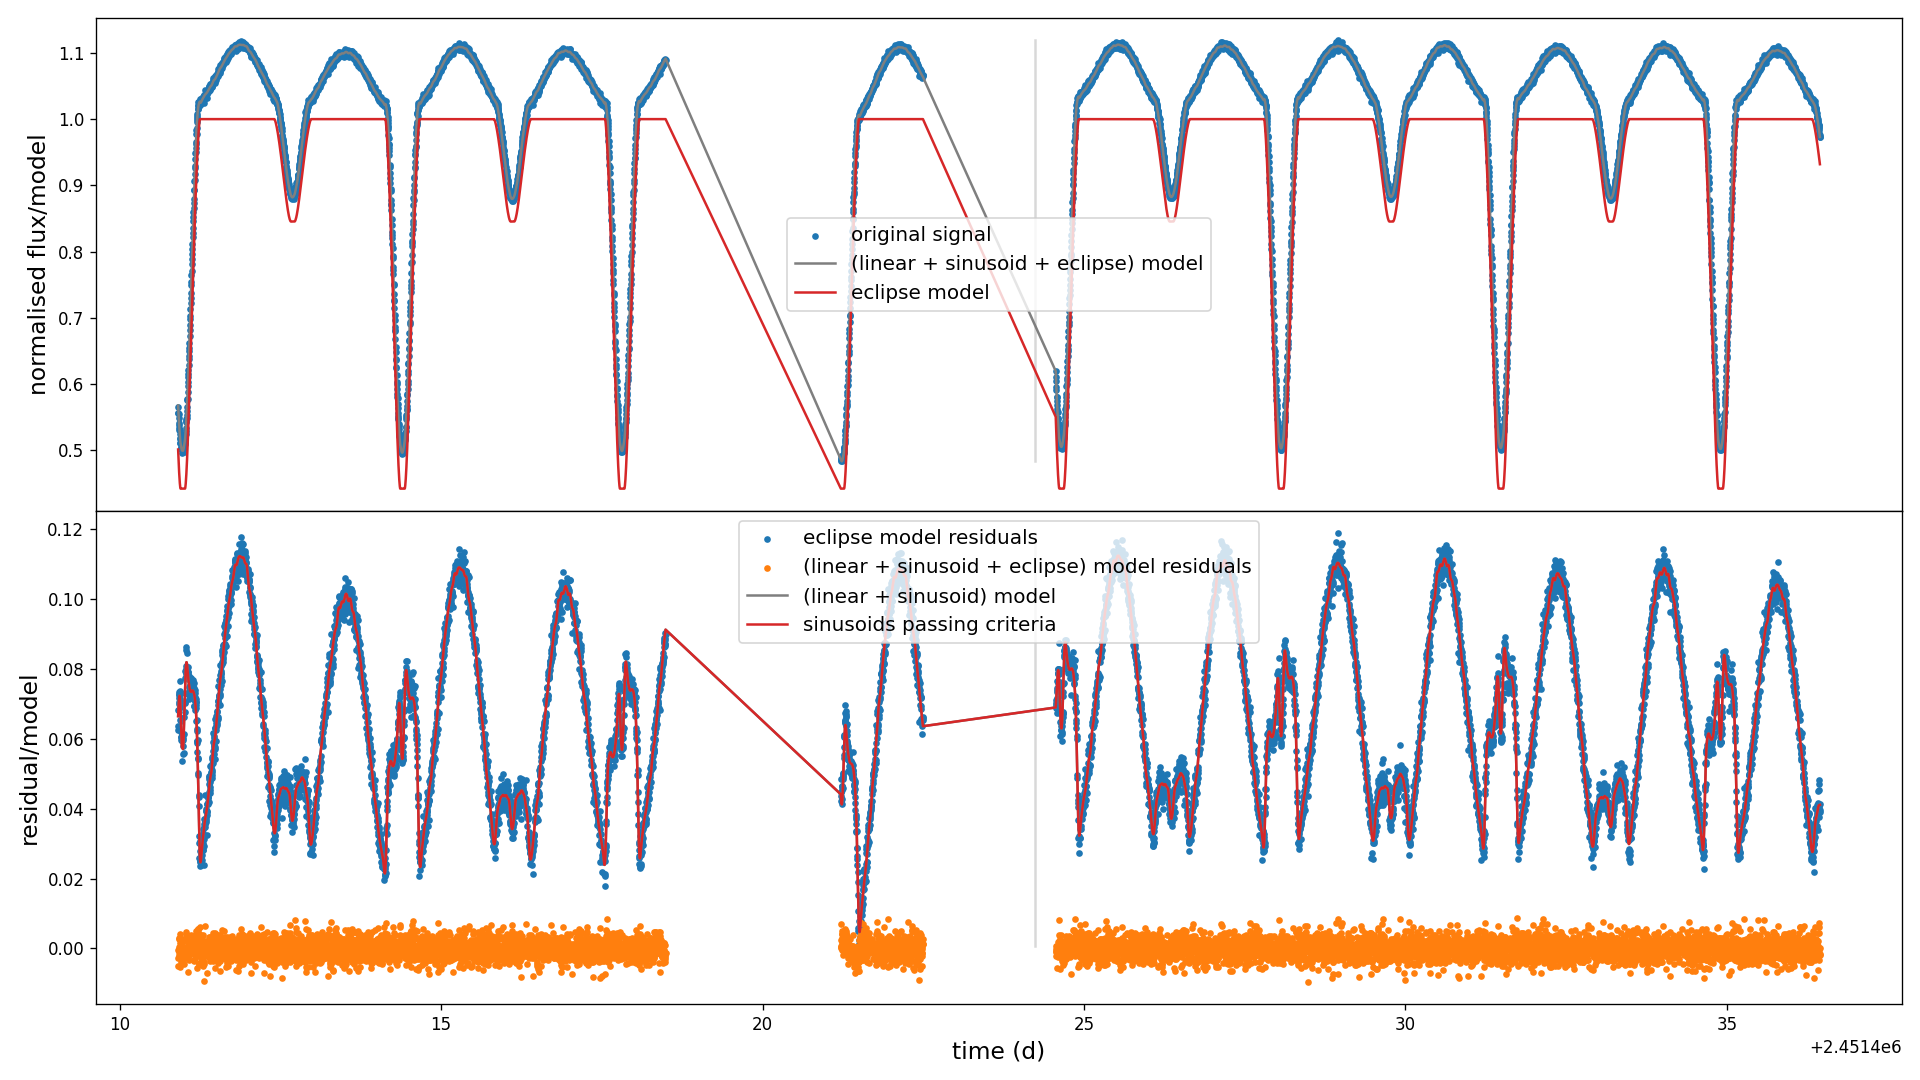 normalised flux/model
1.1
1.0
0.9
0.8
0.7
0.6
0.5
original signal
(linear + sinusoid + eclipse) model
eclipse model
residual/model
0.12
0.10
0.08
0.06
0.04
0.02
0.00
eclipse model residuals
(linear + sinusoid + eclipse) model residuals
(linear + sinusoid) model
sinusoids passing criteria
10 15 20 25 30 35
time (d)
+2.4514e6